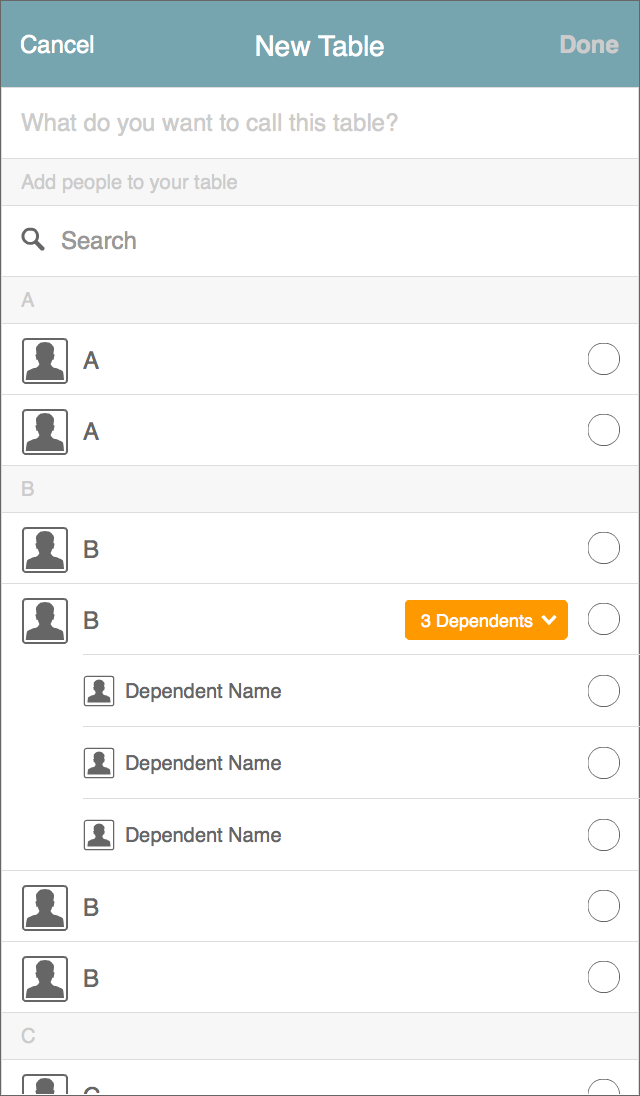 Cancel New Table Done
What do you want to call this table?
Add people to your table
Search
A
A
A
B
B
B 3 Dependents
Dependent Name
Dependent Name
Dependent Name
B
B
C
C